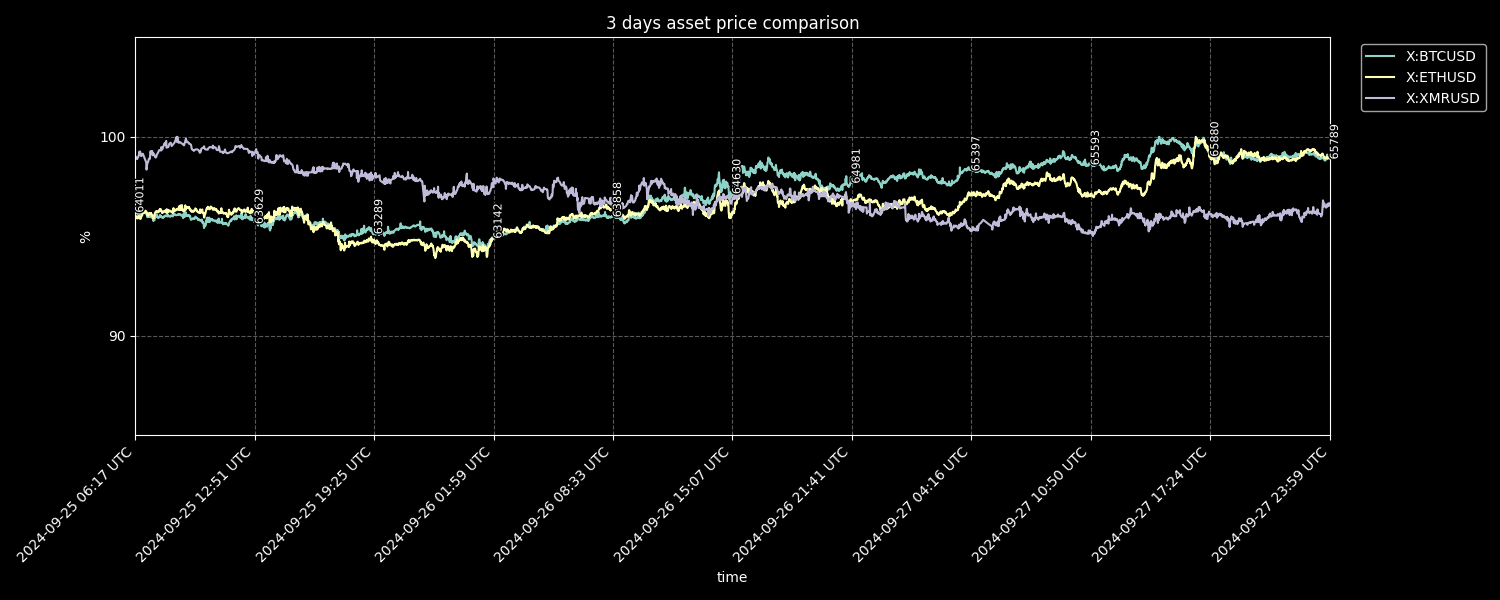 3 days asset price comparison
X:BTCUSD
X:ETHUSD
X:XMRUSD
%
100
90
64011
63629
63289
63142
63858
64630
64981
65397
65593
65880
65789
2024-09-25 06:17 UTC
2024-09-25 12:51 UTC
2024-09-25 19:25 UTC
2024-09-26 01:59 UTC
2024-09-26 08:33 UTC
2024-09-26 15:07 UTC
2024-09-26 21:41 UTC
2024-09-27 04:16 UTC
2024-09-27 10:50 UTC
2024-09-27 17:24 UTC
2024-09-27 23:59 UTC
time